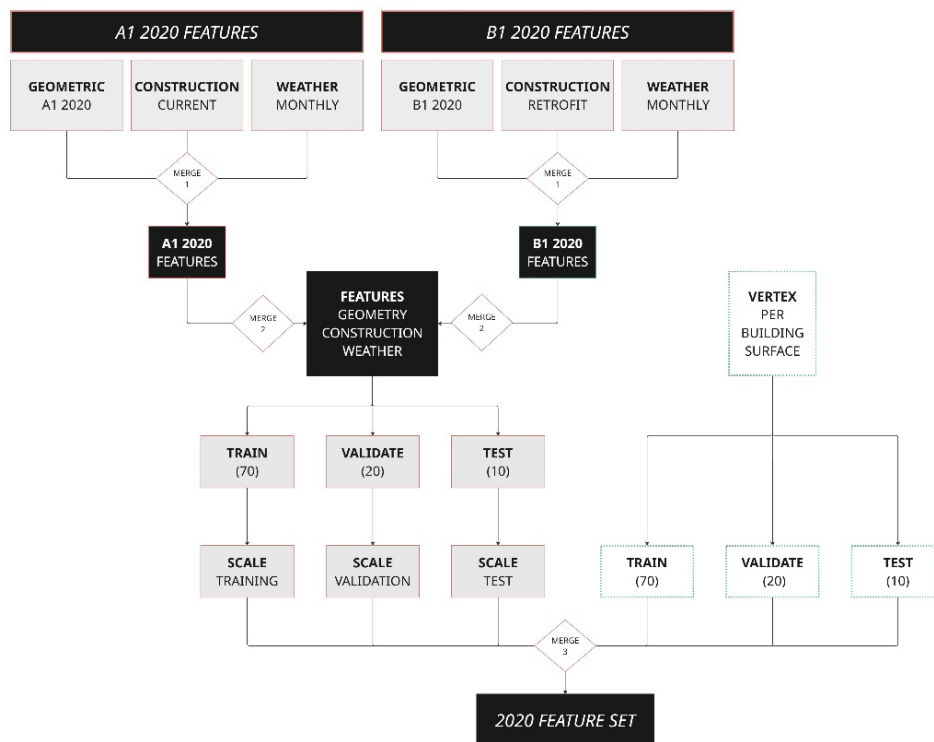 A1 2020 FEATURES
B1 2020 FEATURES
GEOMETRIC
A1 2020
CONSTRUCTION
CURRENT
WEATHER
MONTHLY
GEOMETRIC
B1 2020
CONSTRUCTION
RETROFIT
WEATHER
MONTHLY
MERGE
1
MERGE
1
A1 2020
FEATURES
B1 2020
FEATURES
MERGE
2
FEATURES
GEOMETRY
CONSTRUCTION
WEATHER
MERGE
2
VERTEX
PER
BUILDING
SURFACE
TRAIN
(70)
VALIDATE
(20)
TEST
(10)
SCALE
TRAINING
SCALE
VALIDATION
SCALE
TEST
TRAIN
(70)
VALIDATE
(20)
TEST
(10)
MERGE
3
2020 FEATURE SET